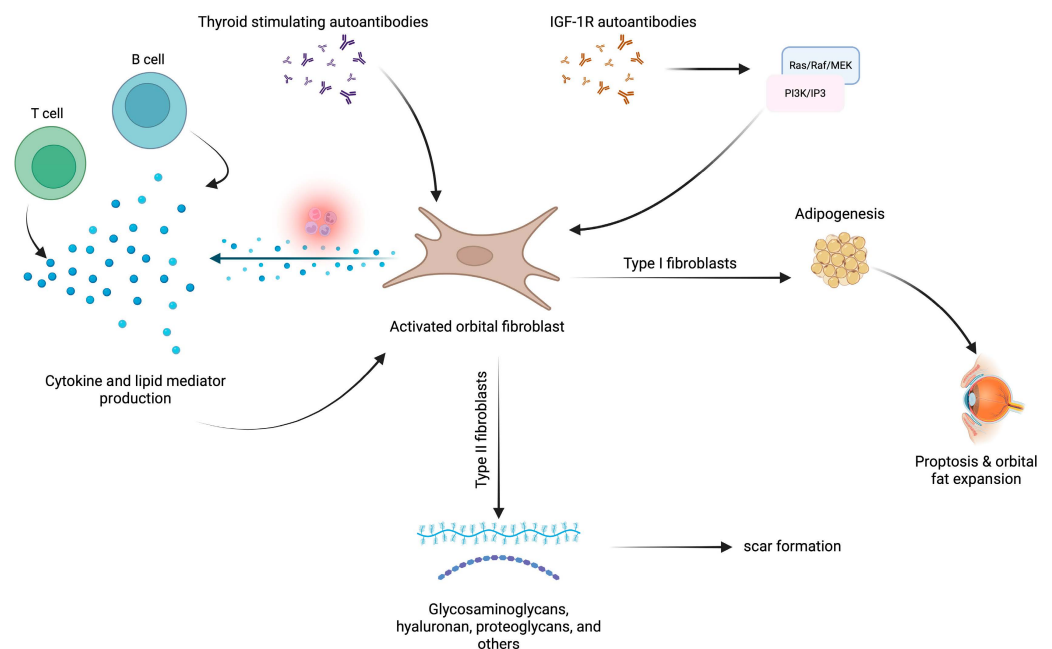 Thyroid stimulating autoantibodies
IGF-1R autoantibodies
B cell
Ras/Raf/MEK
PI3K/IP3
T cell
Adipogenesis
Type I fibroblasts
Activated orbital fibroblast
Cytokine and lipid mediator
production
Type II fibroblasts
Proptosis & orbital
fat expansion
scar formation
Glycosaminoglycans,
hyaluronan, proteoglycans, and
others